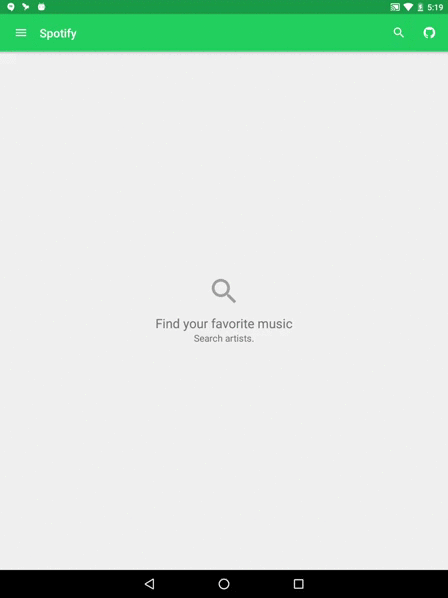 5:19
Spotify
Find your favorite music
Search artists.